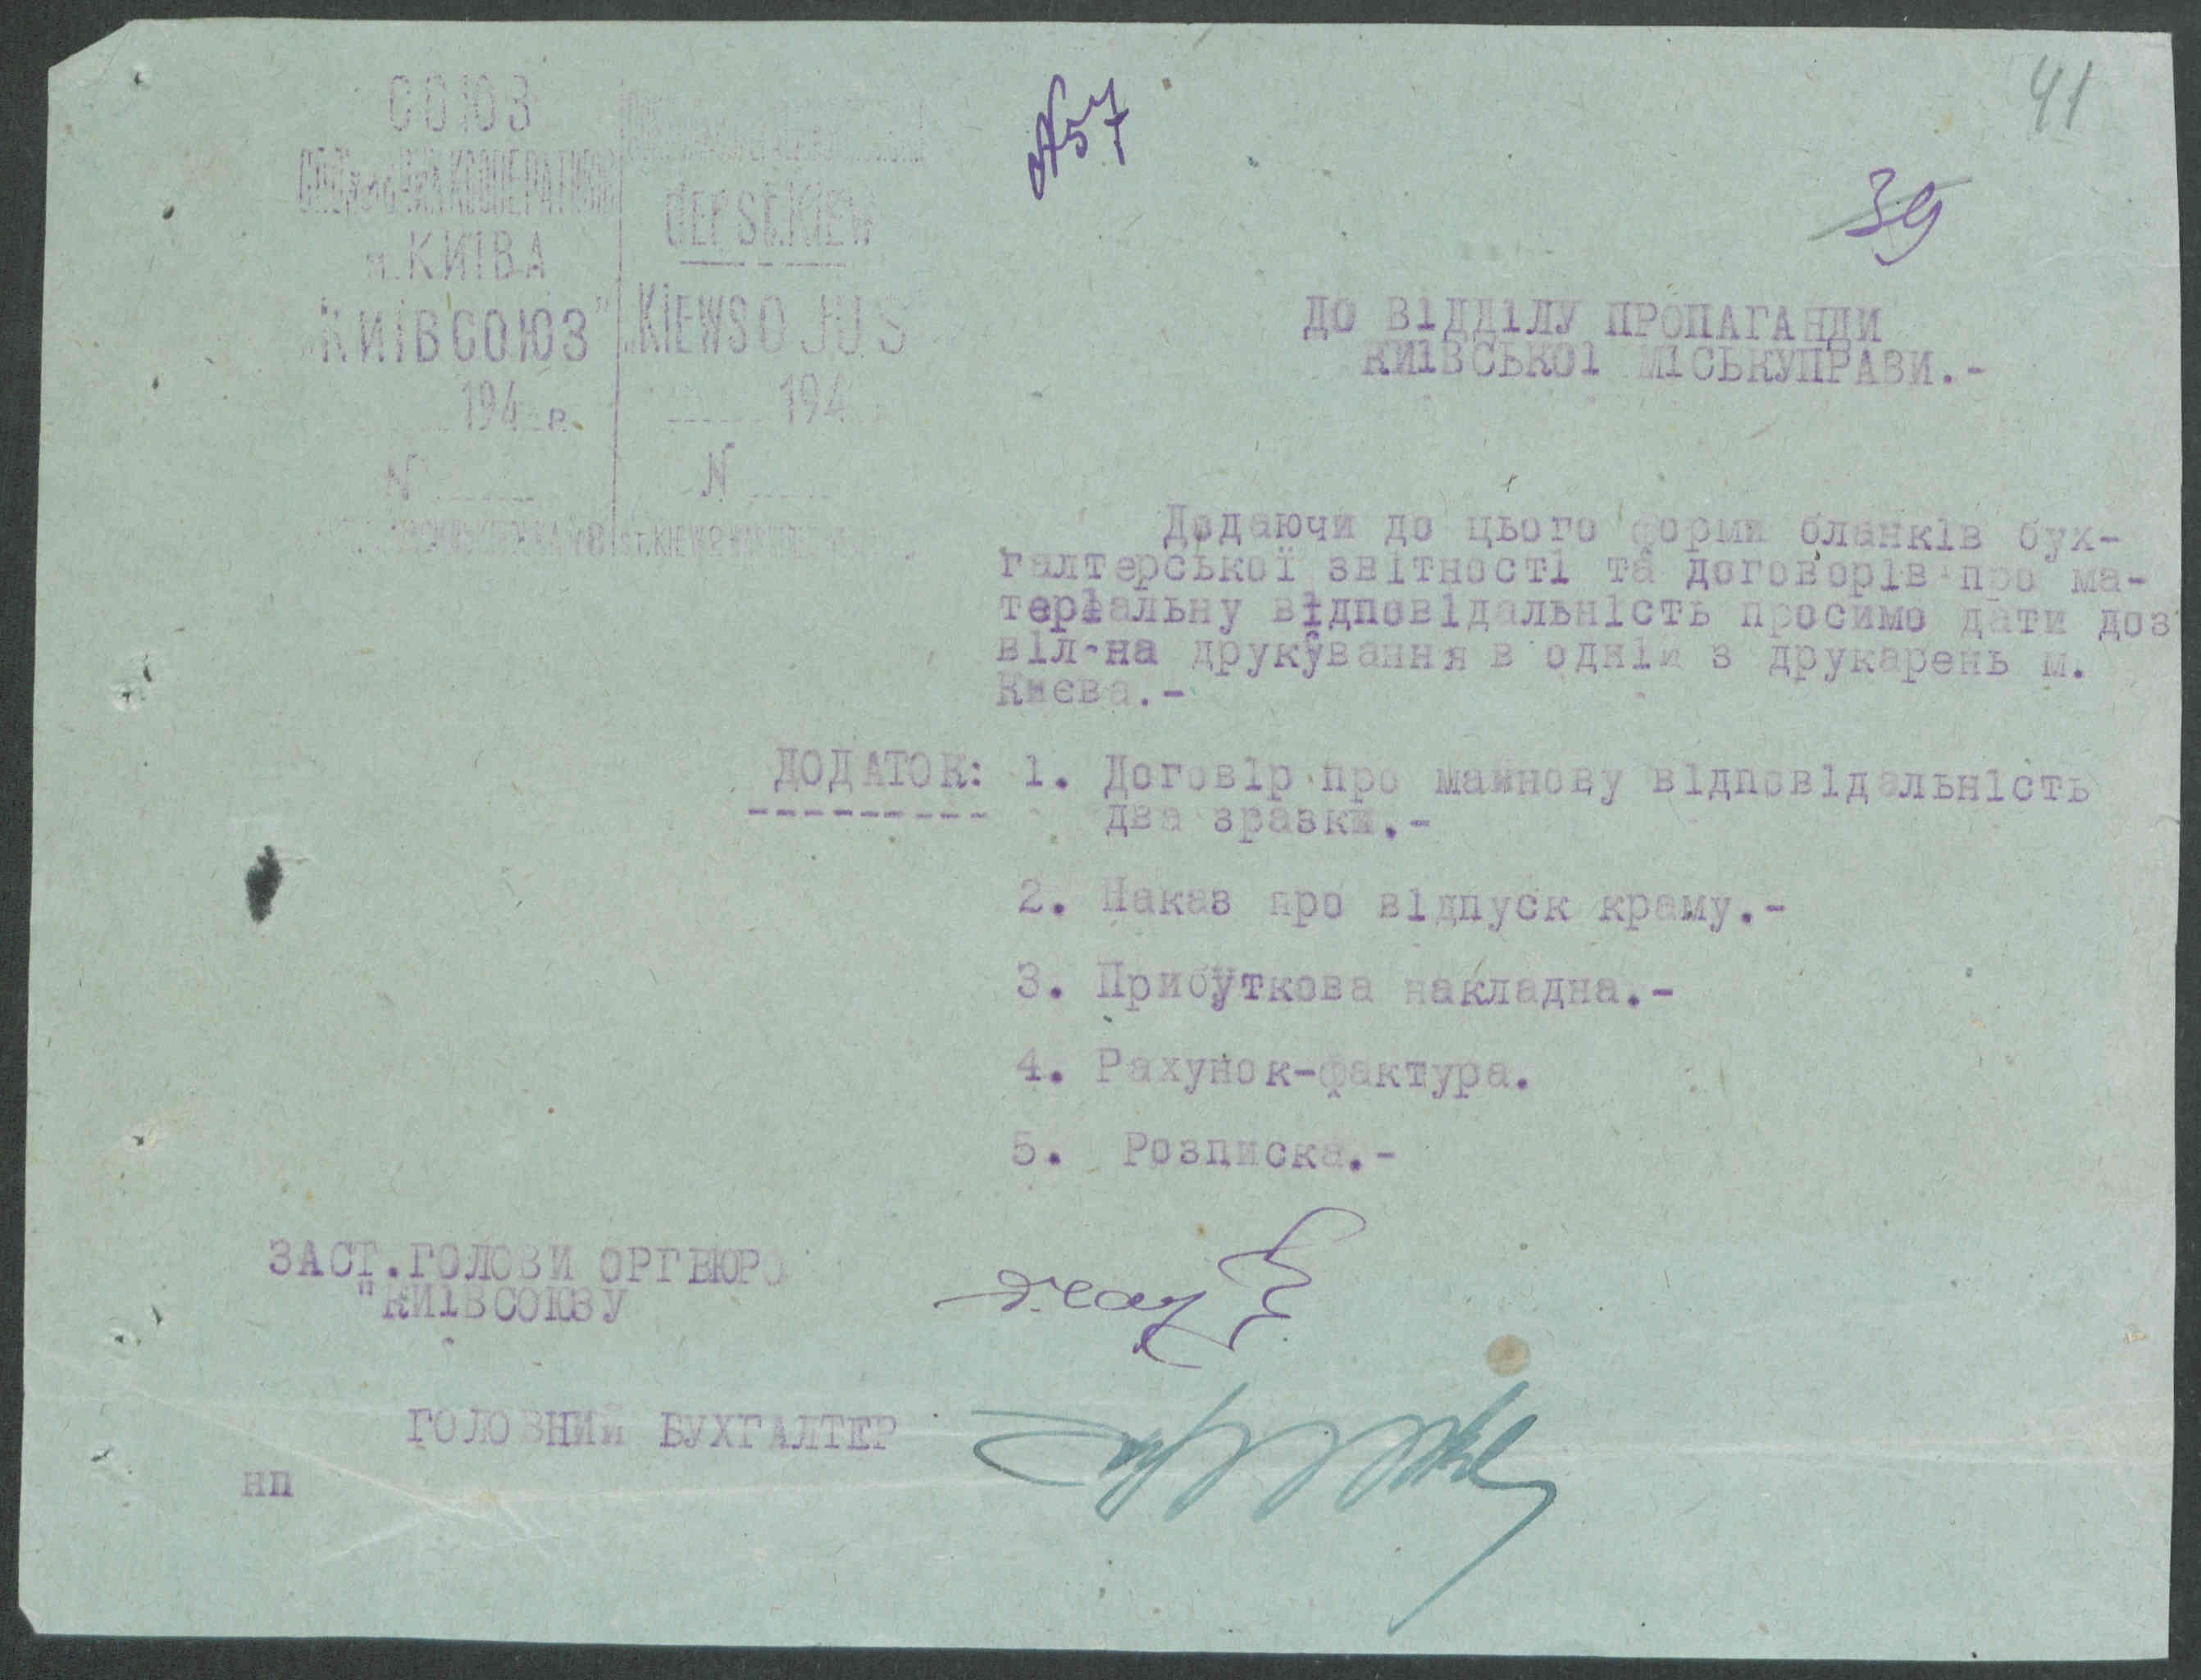 41
39
СОЮЗ
м. КИЇВА
"КИЇВСОЮЗ"
194 р.
N
DER St. KIEW
"KIEWSOJUS
194
N
ДО ВІДДІЛУ ПРОПАГАНДИ
КИЇВСЬКОІ МІСЬКУПРАВИ.-
Додаючи до цього форми бланків бух-
галтерської звітності та договорів про ма-
теріальну відповідальність просимо дати доз
віл-на друкування в одній з друкарень м.
Києва.-
ДОДАТОК: 1. Договір про майнову відповідальність
два зразки.-
2. Наказ про відпуск краму.-
3. Прибуткова накладна.-
4. Рахунок-фактура.
5. Розписка.-
ЗАСТ.ГОЛОВИ ОРГБЮРО
"КИЇВСОЮЗУ
ГОЛОВНИЙ БУХГАЛТЕР
нп